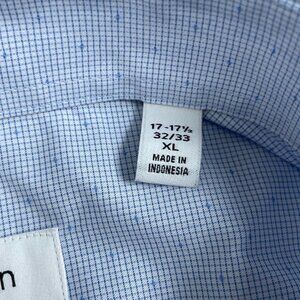 17-17½
32/33
XL
MADE IN
INDONESIA
n